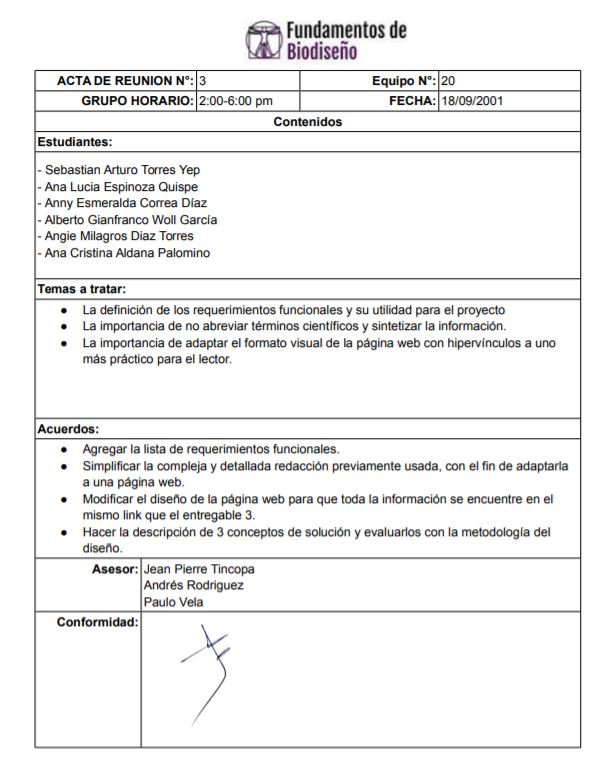 Fundamentos de
Biodiseño
ACTA DE REUNION N°: 3 Equipo N°: 20
GRUPO HORARIO: 2:00-6:00 pm FECHA: 18/09/2001
Contenidos
Estudiantes:
- Sebastian Arturo Torres Yep
- Ana Lucia Espinoza Quispe
- Anny Esmeralda Correa Díaz
- Alberto Gianfranco Woll García
- Angie Milagros Diaz Torres
- Ana Cristina Aldana Palomino
Temas a tratar:
● La definición de los requerimientos funcionales y su utilidad para el proyecto
● La importancia de no abreviar términos científicos y sintetizar la información.
● La importancia de adaptar el formato visual de la página web con hipervínculos a uno
más práctico para el lector.
Acuerdos:
● Agregar la lista de requerimientos funcionales.
● Simplificar la compleja y detallada redacción previamente usada, con el fin de adaptarla
a una página web.
● Modificar el diseño de la página web para que toda la información se encuentre en el
mismo link que el entregable 3.
● Hacer la descripción de 3 conceptos de solución y evaluarlos con la metodología del
diseño.
Asesor: Jean Pierre Tincopa
Andrés Rodriguez
Paulo Vela
Conformidad: